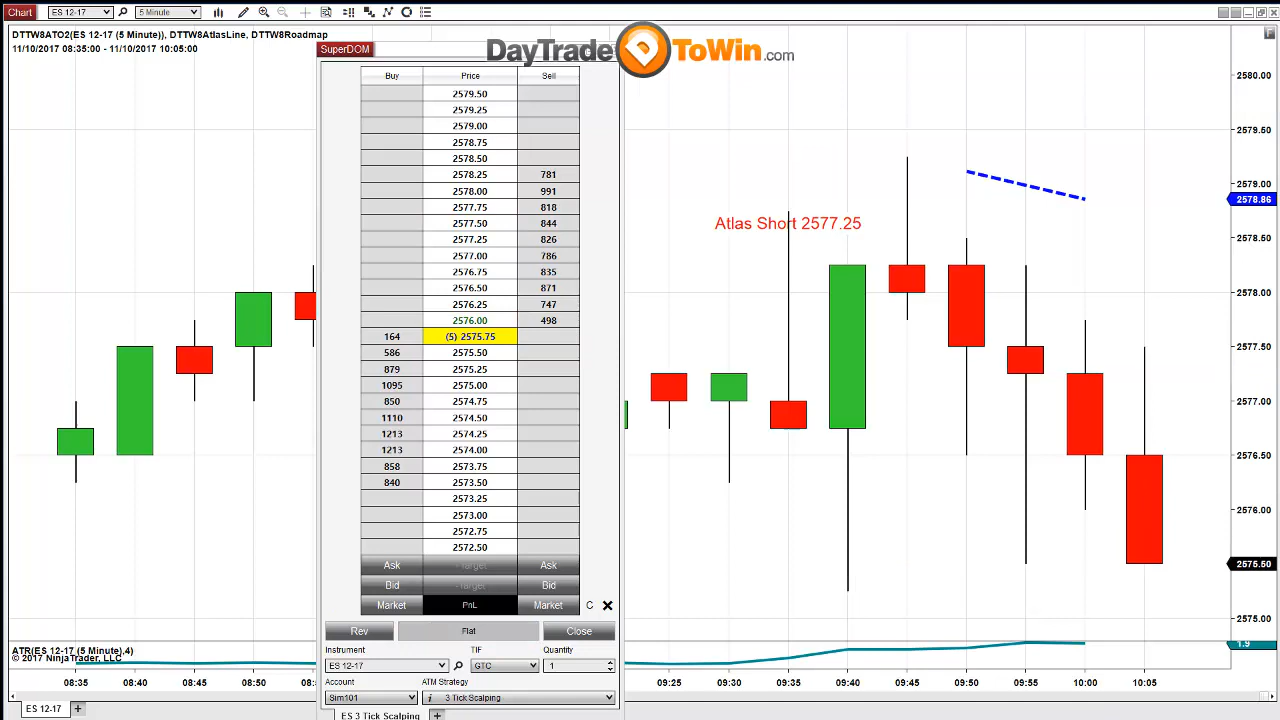 Chart ES 12-17 5 Minute
DTTW8ATO2(ES 12-17 (5 Minute)), DTTW8AtlasLine, DTTW8Roadmap
11/10/2017 08:35:00 - 11/10/2017 10:05:00
SuperDOM
DayTradeToWin.com
F
Buy Price Sell
2579.50
2579.25
2579.00
2578.75
2578.50
2578.25 781
2578.00 991
2577.75 818
2577.50 844
2577.25 826
2577.00 786
2576.75 835
2576.50 871
2576.25 747
2576.00 498
164 (5) 2575.75
586 2575.50
879 2575.25
1095 2575.00
850 2574.75
1110 2574.50
1213 2574.25
1213 2574.00
858 2573.75
840 2573.50
2573.25
2573.00
2572.75
2572.50
Ask - Target Ask
Bid - Target Bid
Market PnL Market C
Rev Flat Close
Instrument TIF Quantity
ES 12-17 GTC 1
Account ATM Strategy
Sim101 i 3 Tick Scalping
ES 3 Tick Scalping +
Atlas Short 2577.25
2580.00
2579.50
2579.00
2578.86
2578.50
2578.00
2577.50
2577.00
2576.50
2576.00
2575.50
2575.00
1.9
ATR(ES 12-17 (5 Minute),4)
© 2017 NinjaTrader, LLC
08:35 08:40 08:45 08:50 08:55 09:25 09:30 09:35 09:40 09:45 09:50 09:55 10:00 10:05
ES 12-17 +